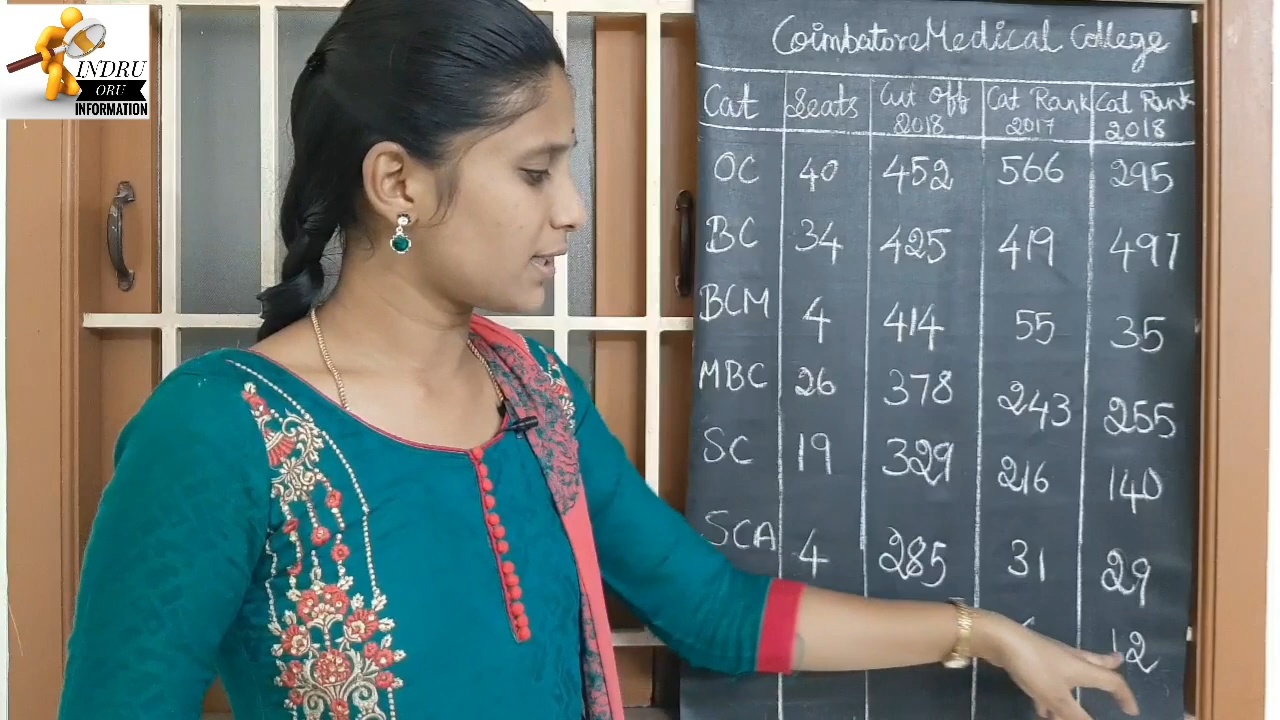 INDRU
ORU
INFORMATION
Coimbatore Medical College
Cat Seats Cut Off 2018 Cat Rank 2017 Cat Rank 2018
OC 40 452 566 295
BC 34 425 419 497
BCM 4 414 55 35
MBC 26 378 243 255
SC 19 329 216 140
SCA 4 285 31 29
12